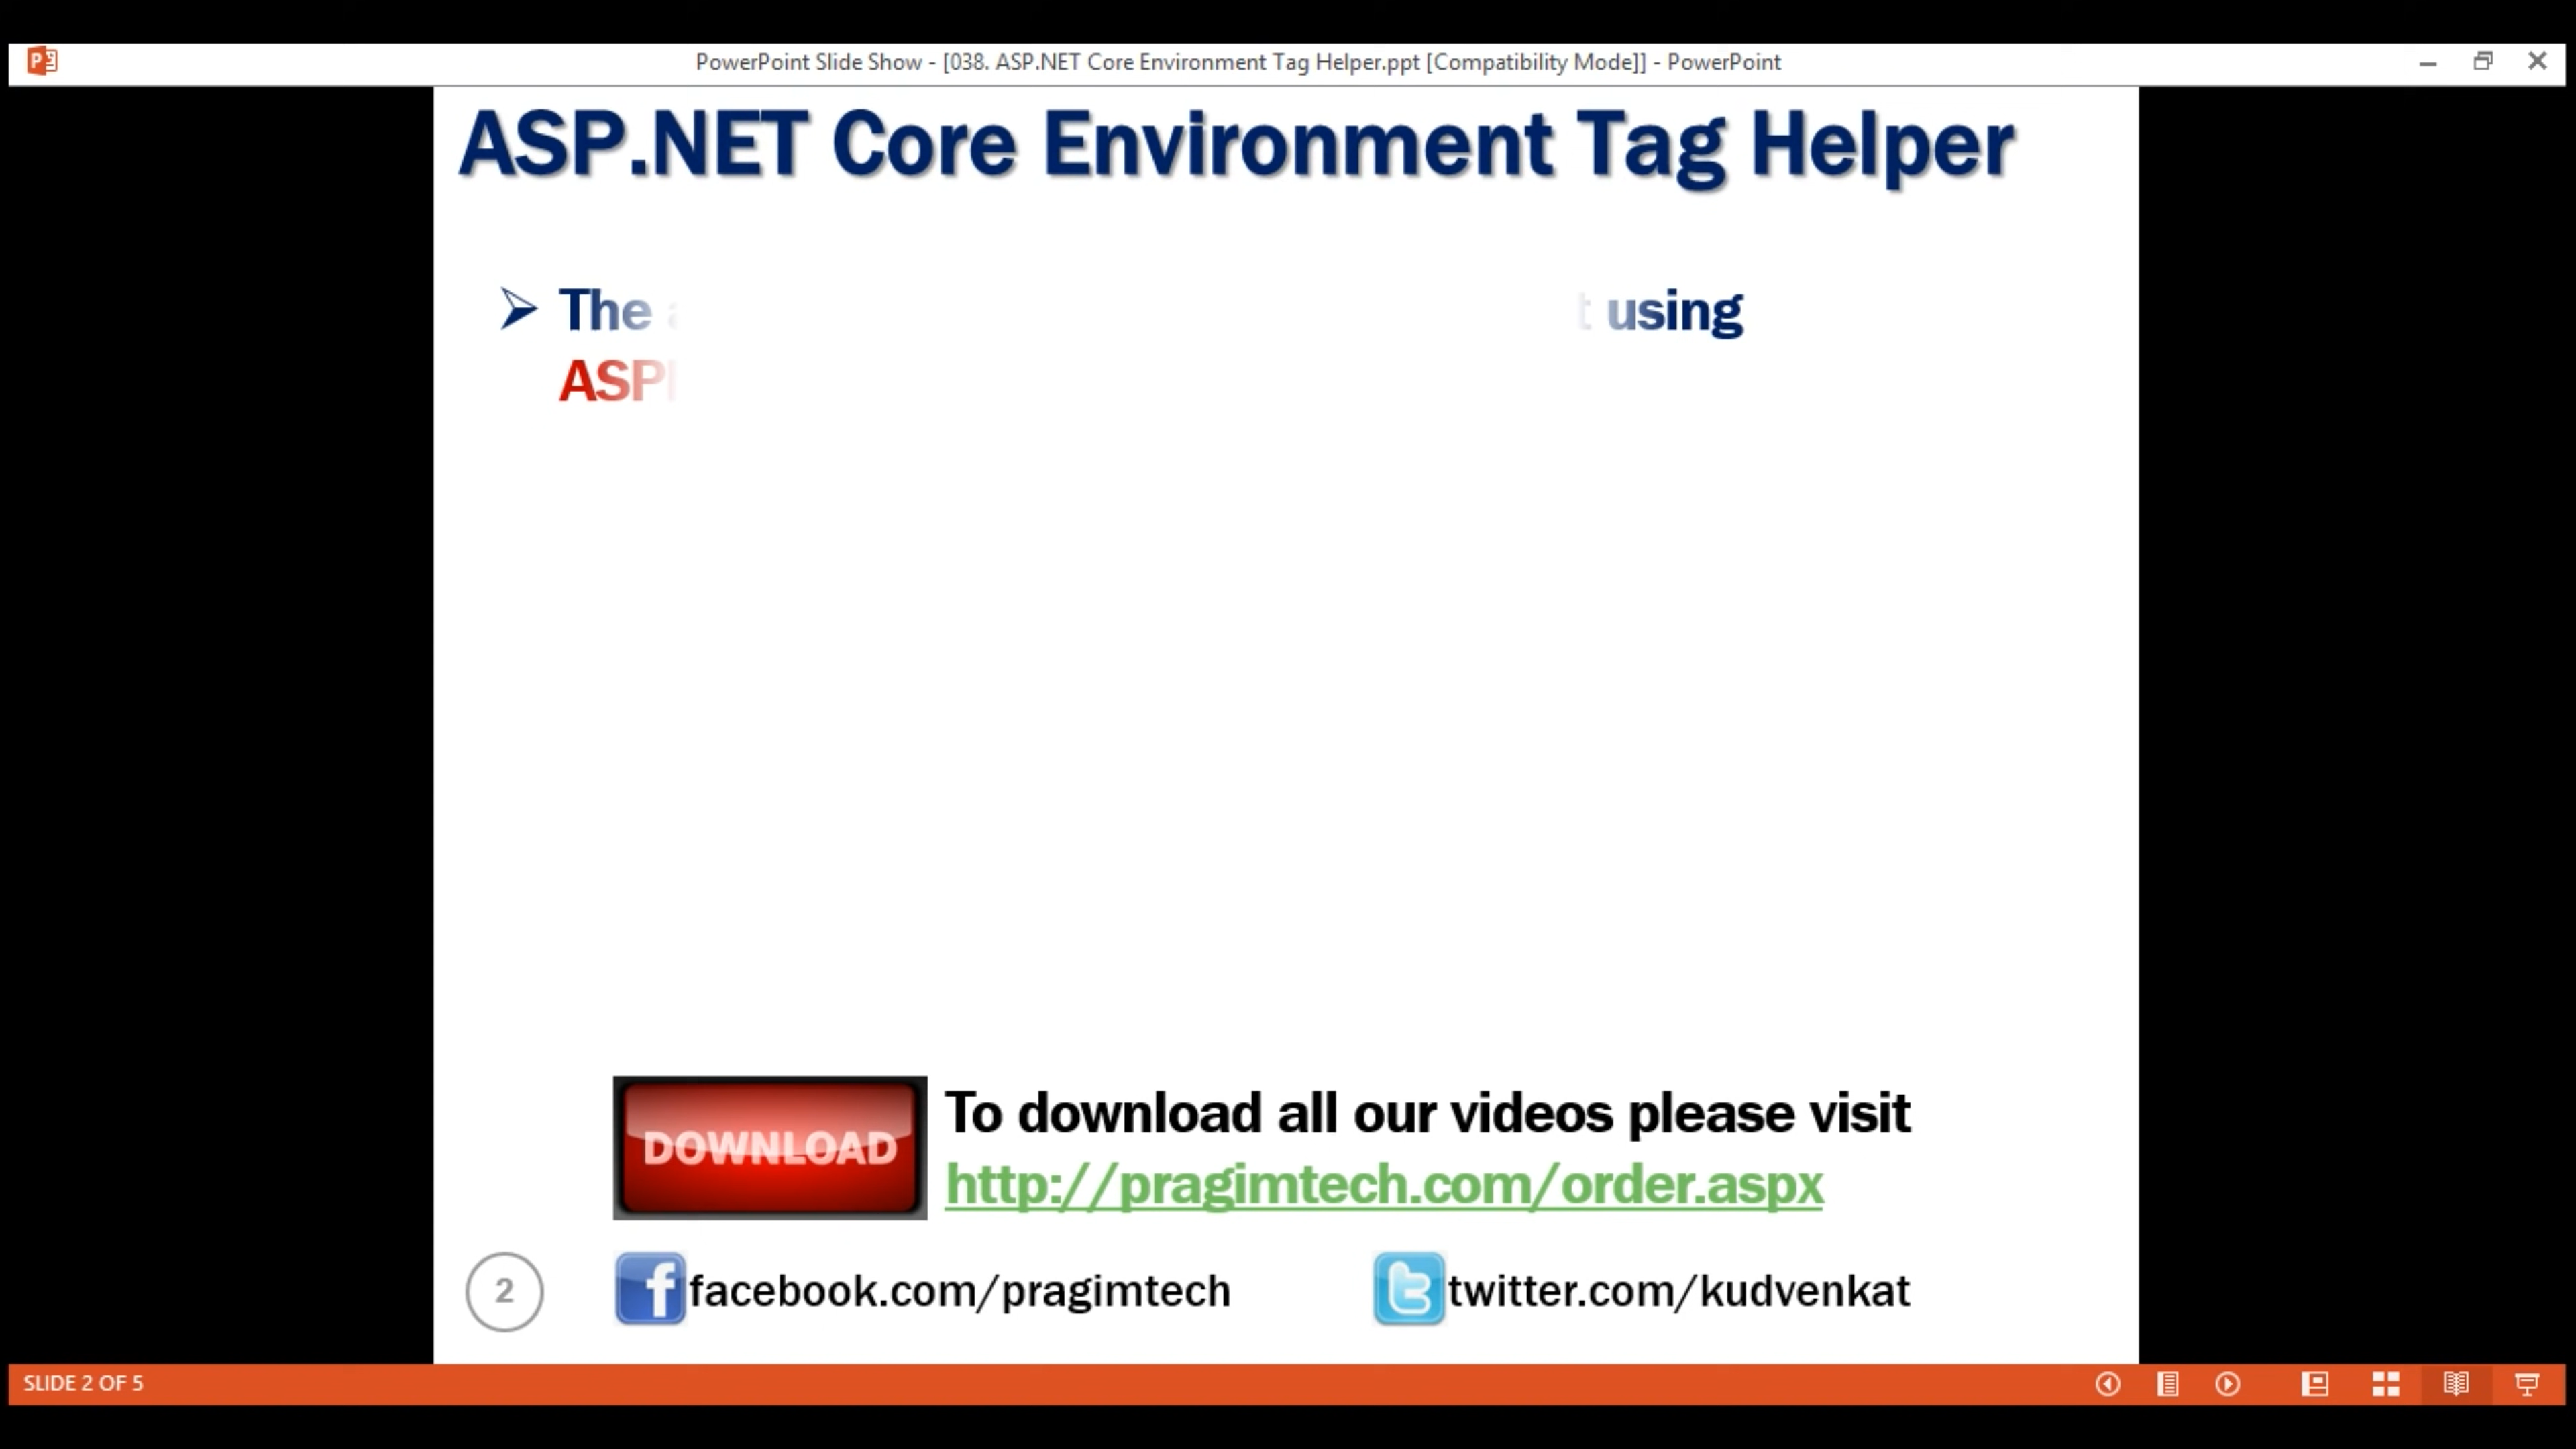 PowerPoint Slide Show - [038. ASP.NET Core Environment Tag Helper.ppt [Compatibility Mode]] - PowerPoint
ASP.NET Core Environment Tag Helper
The using
ASP
DOWNLOAD
To download all our videos please visit
http://pragimtech.com/order.aspx
2
facebook.com/pragimtech
twitter.com/kudvenkat
SLIDE 2 OF 5